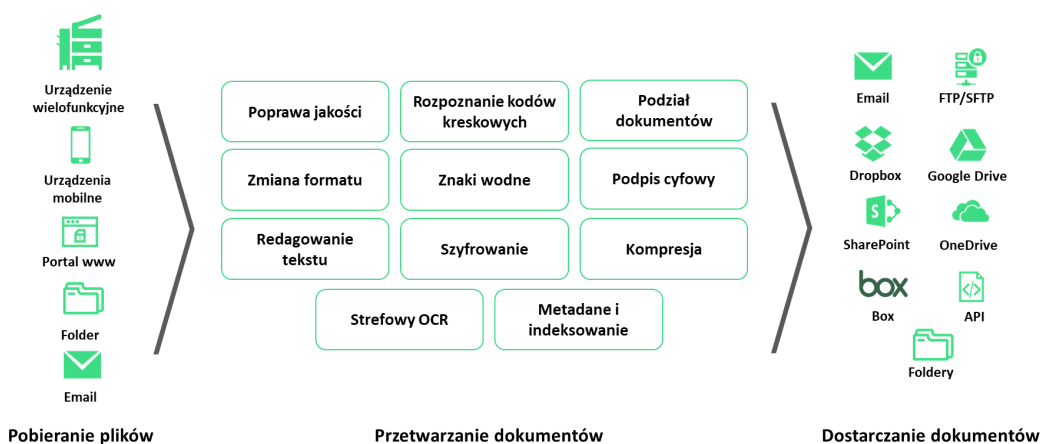 Urządzenie
wielofunkcyjne
Urządzenia
mobilne
Portal www
Folder
Email
Pobieranie plików
Poprawa jakości
Rozpoznanie kodów
kreskowych
Podział
dokumentów
Zmiana formatu
Znaki wodne
Podpis cyfowy
Redagowanie
tekstu
Szyfrowanie
Kompresja
Strefowy OCR
Metadane i
indeksowanie
Przetwarzanie dokumentów
Email
FTP/SFTP
Dropbox
Google Drive
S
SharePoint
OneDrive
box
Box
</>
API
Foldery
Dostarczanie dokumentów